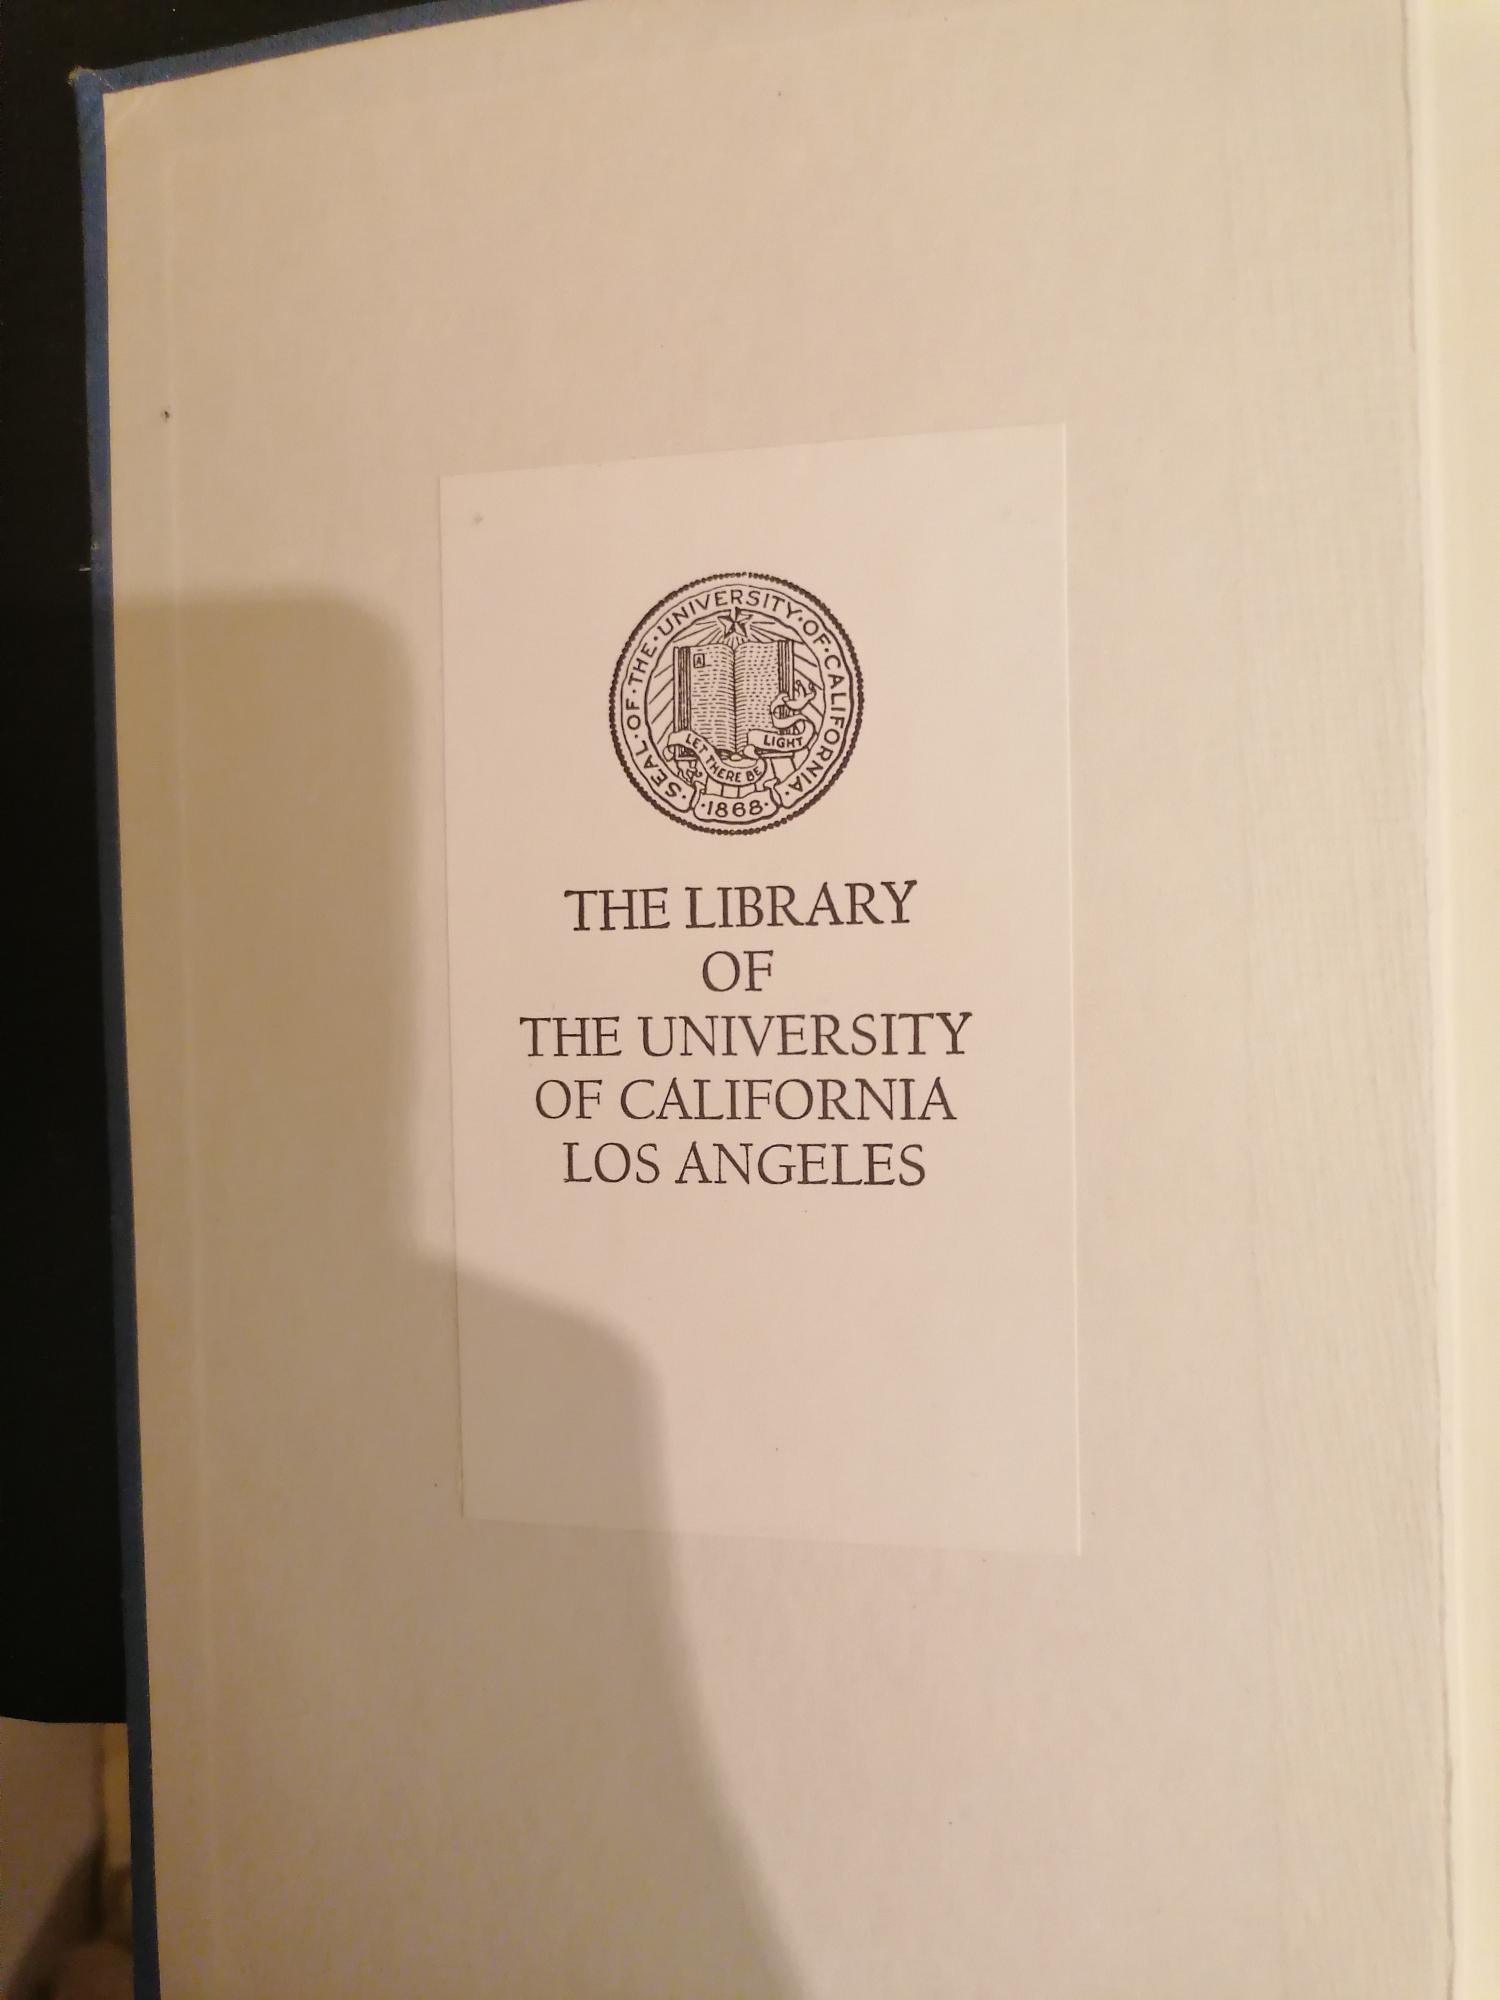 SEAL·OF·THE·UNIVERSITY·OF·CALIFORNIA·
A
LET THERE BE LIGHT
·1868·
THE LIBRARY
OF
THE UNIVERSITY
OF CALIFORNIA
LOS ANGELES